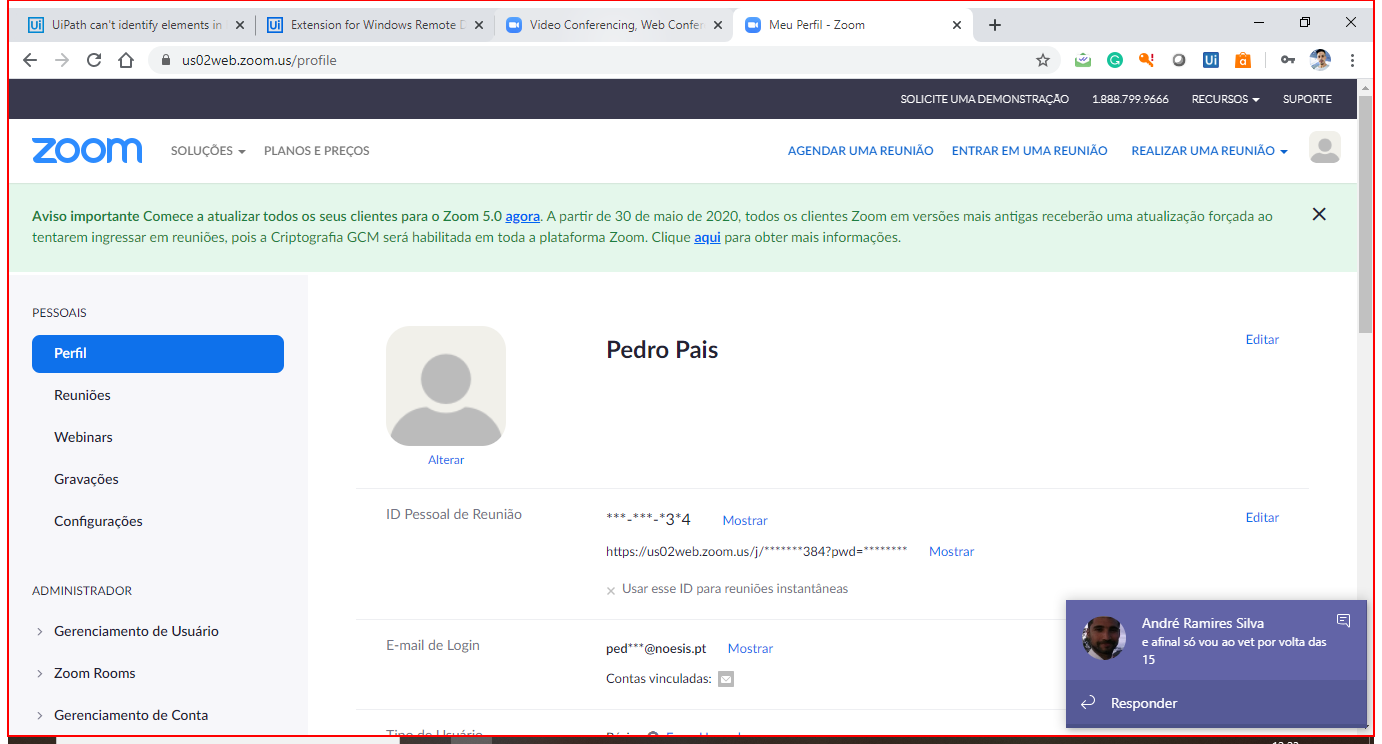 UiPath can't identify elements in
Extension for Windows Remote D
Video Conferencing, Web Confer
Meu Perfil - Zoom
us02web.zoom.us/profile
SOLICITE UMA DEMONSTRAÇÃO 1.888.799.9666 RECURSOS SUPORTE
zoom SOLUÇÕES PLANOS E PREÇOS AGENDAR UMA REUNIÃO ENTRAR EM UMA REUNIÃO REALIZAR UMA REUNIÃO
Aviso importante Comece a atualizar todos os seus clientes para o Zoom 5.0 agora. A partir de 30 de maio de 2020, todos os clientes Zoom em versões mais antigas receberão uma atualização forçada ao
tentarem ingressar em reuniões, pois a Criptografia GCM será habilitada em toda a plataforma Zoom. Clique aqui para obter mais informações.
PESSOAIS
Perfil
Reuniões
Webinars
Gravações
Configurações
ADMINISTRADOR
Gerenciamento de Usuário
Zoom Rooms
Gerenciamento de Conta
Pedro Pais
Editar
Alterar
ID Pessoal de Reunião
***-***-*3*4 Mostrar
Editar
https://us02web.zoom.us/j/*******384?pwd=******** Mostrar
Usar esse ID para reuniões instantâneas
E-mail de Login
ped***@noesis.pt Mostrar
Contas vinculadas:
Tipo de Usuário
André Ramires Silva
e afinal só vou ao vet por volta das
15
Responder